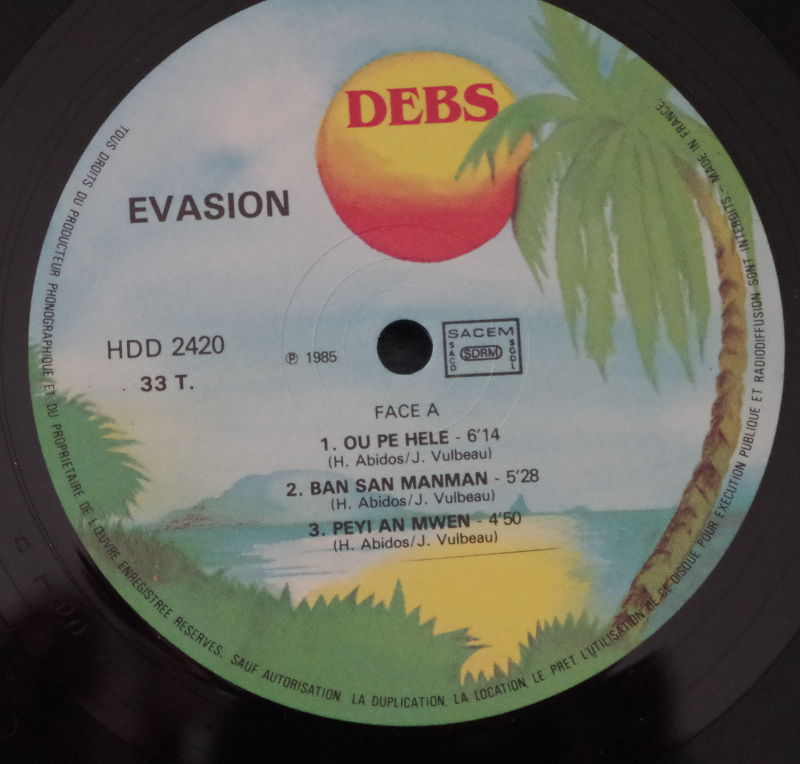 DEBS
EVASION
HDD 2420
33 T.
℗ 1985
SACEM
SACD
SDRM
SGDL
FACE A
1. OU PE HELE - 6'14
(H. Abidos/J. Vulbeau)
2. BAN SAN MANMAN - 5'28
(H. Abidos/J. Vulbeau)
3. PEYI AN MWEN - 4'50
(H. Abidos/J. Vulbeau)
TOUS DROITS DU PRODUCTEUR PHONOGRAPHIQUE ET DU PROPRIETAIRE DE L'ŒUVRE ENREGISTREE RESERVES. SAUF AUTORISATION, LA DUPLICATION, LA LOCATION, LE PRET L'UTILISATION DE CE DISQUE POUR EXECUTION PUBLIQUE ET RADIODIFFUSION SONT INTERDITS. - MADE IN FRANCE.